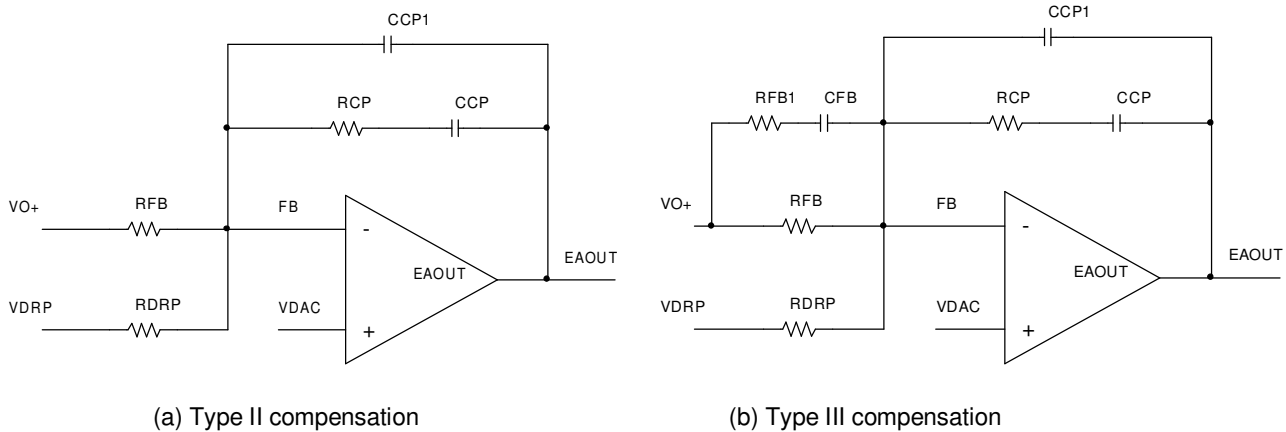 CCP1
RCP
CCP
VO+
RFB
FB
-
EAOUT
EAOUT
VDRP
RDRP
VDAC
+
(a) Type II compensation
CCP1
RFB1
CFB
RCP
CCP
VO+
RFB
FB
-
EAOUT
EAOUT
VDRP
RDRP
VDAC
+
(b) Type III compensation